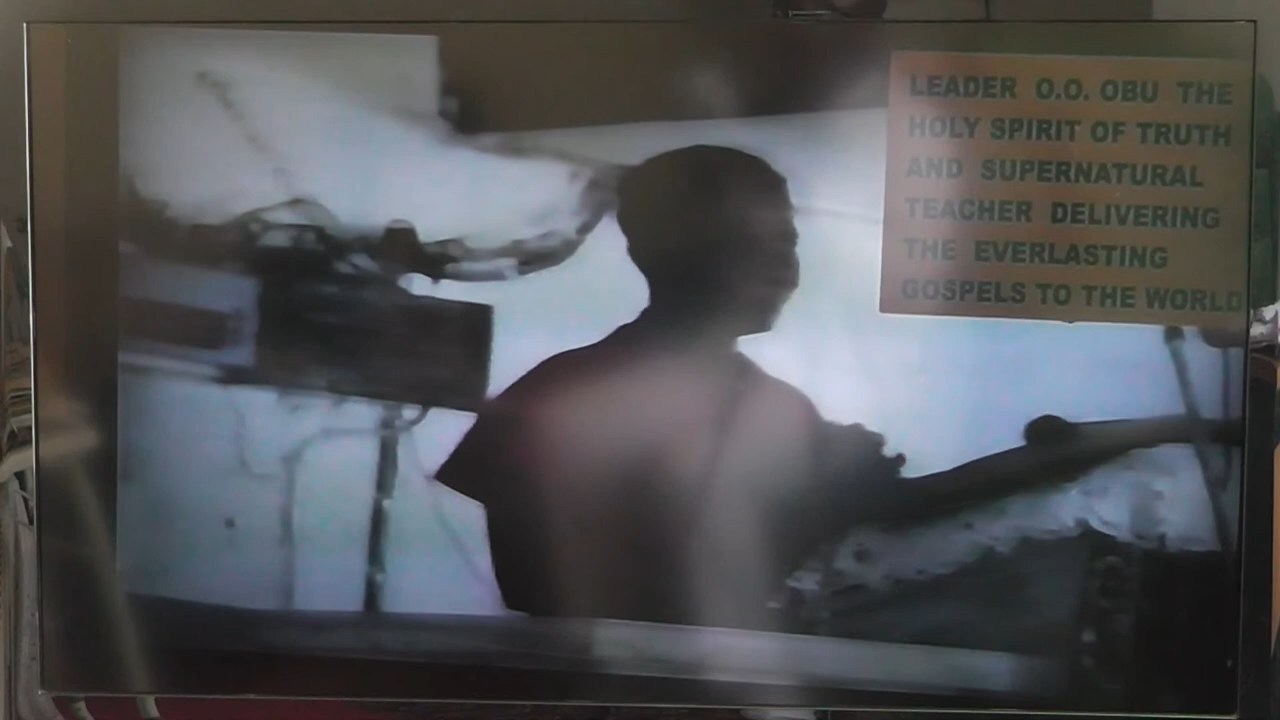 LEADER O.O. OBU THE
HOLY SPIRIT OF TRUTH
AND SUPERNATURAL
TEACHER DELIVERING
THE EVERLASTING
GOSPELS TO THE WORLD